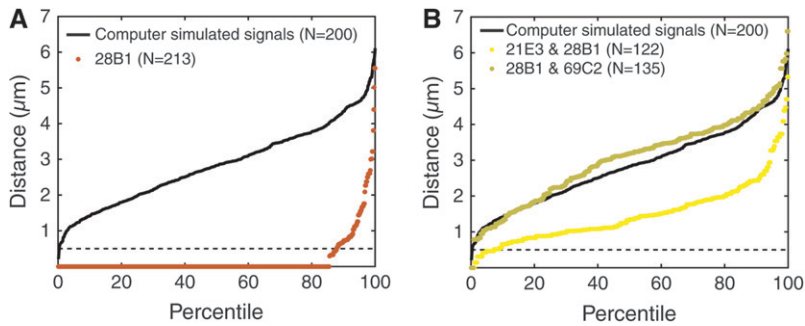 A
Computer simulated signals (N=200)
28B1 (N=213)
Distance (µm)
7
6
5
4
3
2
1
0 20 40 60 80 100
Percentile
B
Computer simulated signals (N=200)
21E3 & 28B1 (N=122)
28B1 & 69C2 (N=135)
Distance (µm)
7
6
5
4
3
2
1
0 20 40 60 80 100
Percentile